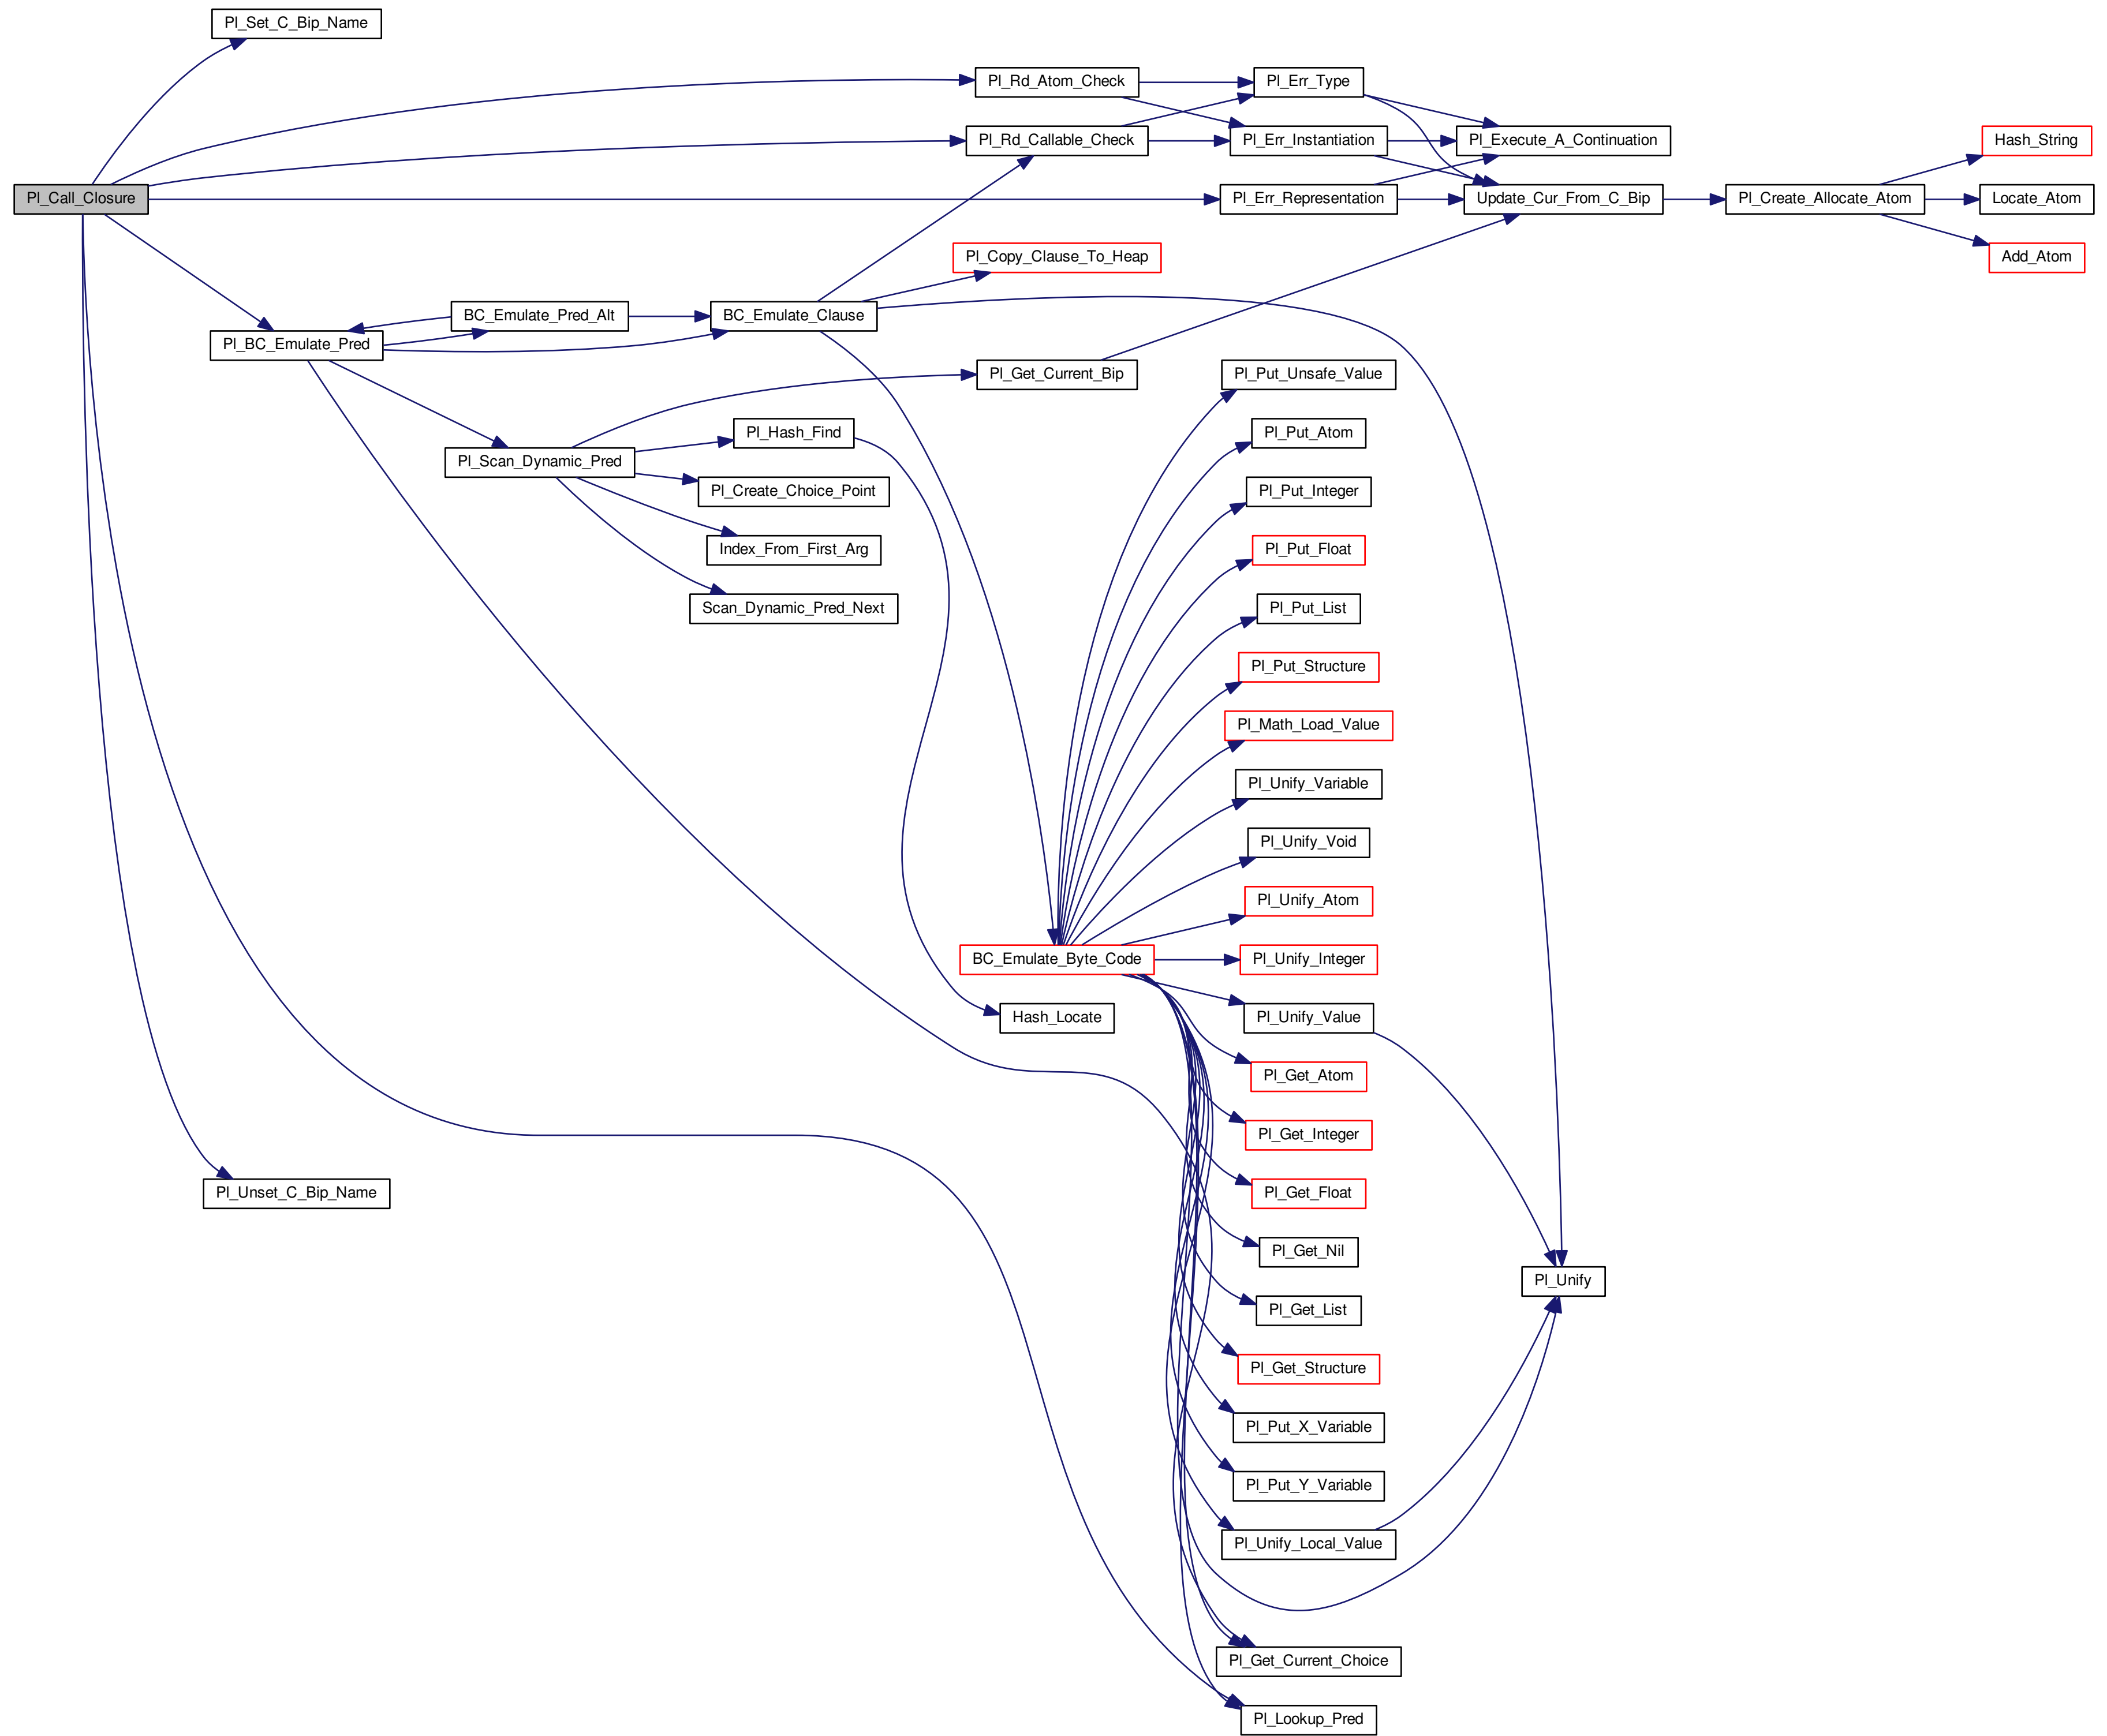 Pl_Set_C_Bip_Name
Pl_Rd_Atom_Check
Pl_Err_Type
Pl_Rd_Callable_Check
Pl_Err_Instantiation
Pl_Execute_A_Continuation
Hash_String
Pl_Call_Closure
Pl_Err_Representation
Update_Cur_From_C_Bip
Pl_Create_Allocate_Atom
Locate_Atom
Pl_Copy_Clause_To_Heap
Add_Atom
BC_Emulate_Pred_Alt
BC_Emulate_Clause
Pl_BC_Emulate_Pred
Pl_Get_Current_Bip
Pl_Put_Unsafe_Value
Pl_Hash_Find
Pl_Put_Atom
Pl_Scan_Dynamic_Pred
Pl_Create_Choice_Point
Pl_Put_Integer
Index_From_First_Arg
Pl_Put_Float
Scan_Dynamic_Pred_Next
Pl_Put_List
Pl_Put_Structure
Pl_Math_Load_Value
Pl_Unify_Variable
Pl_Unify_Void
Pl_Unify_Atom
BC_Emulate_Byte_Code
Pl_Unify_Integer
Hash_Locate
Pl_Unify_Value
Pl_Get_Atom
Pl_Get_Integer
Pl_Unset_C_Bip_Name
Pl_Get_Float
Pl_Get_Nil
Pl_Unify
Pl_Get_List
Pl_Get_Structure
Pl_Put_X_Variable
Pl_Put_Y_Variable
Pl_Unify_Local_Value
Pl_Get_Current_Choice
Pl_Lookup_Pred